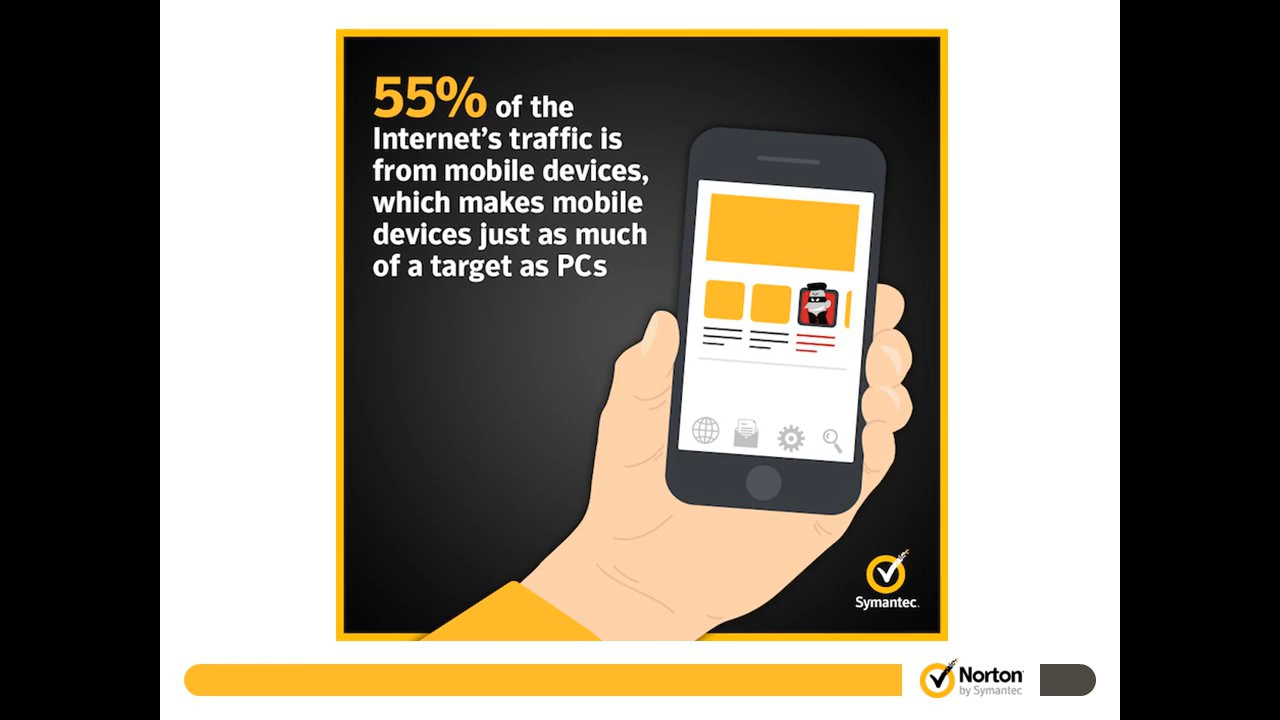 55% of the
Internet's traffic is
from mobile devices,
which makes mobile
devices just as much
of a target as PCs
Symantec.
Norton
by Symantec